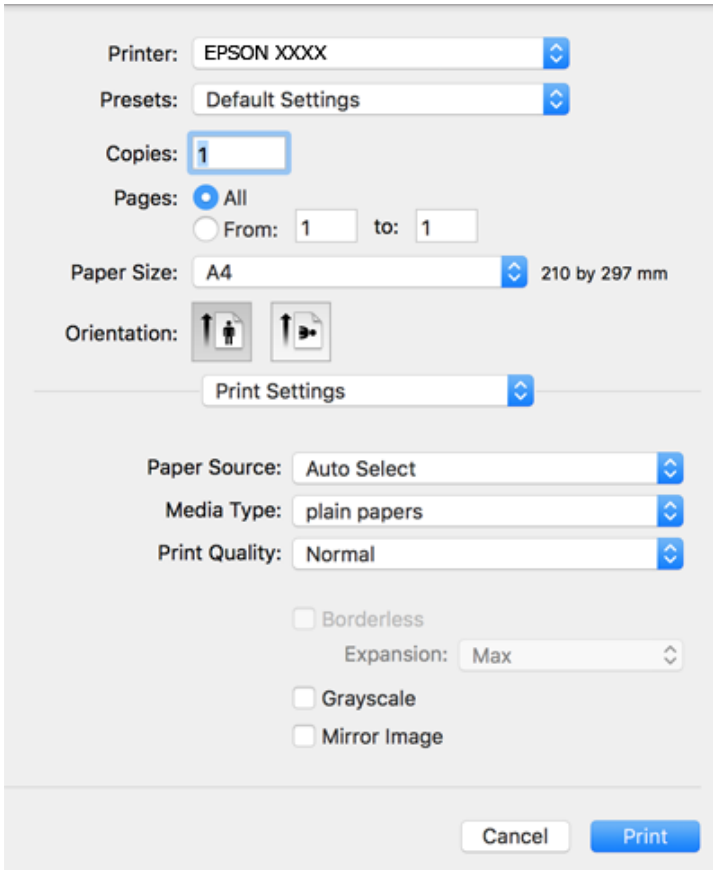 Printer: EPSON XXXX
Presets: Default Settings
Copies: 1
Pages: All
From: 1 to: 1
Paper Size: A4 210 by 297 mm
Orientation:
Print Settings
Paper Source: Auto Select
Media Type: plain papers
Print Quality: Normal
Borderless
Expansion: Max
Grayscale
Mirror Image
Cancel Print